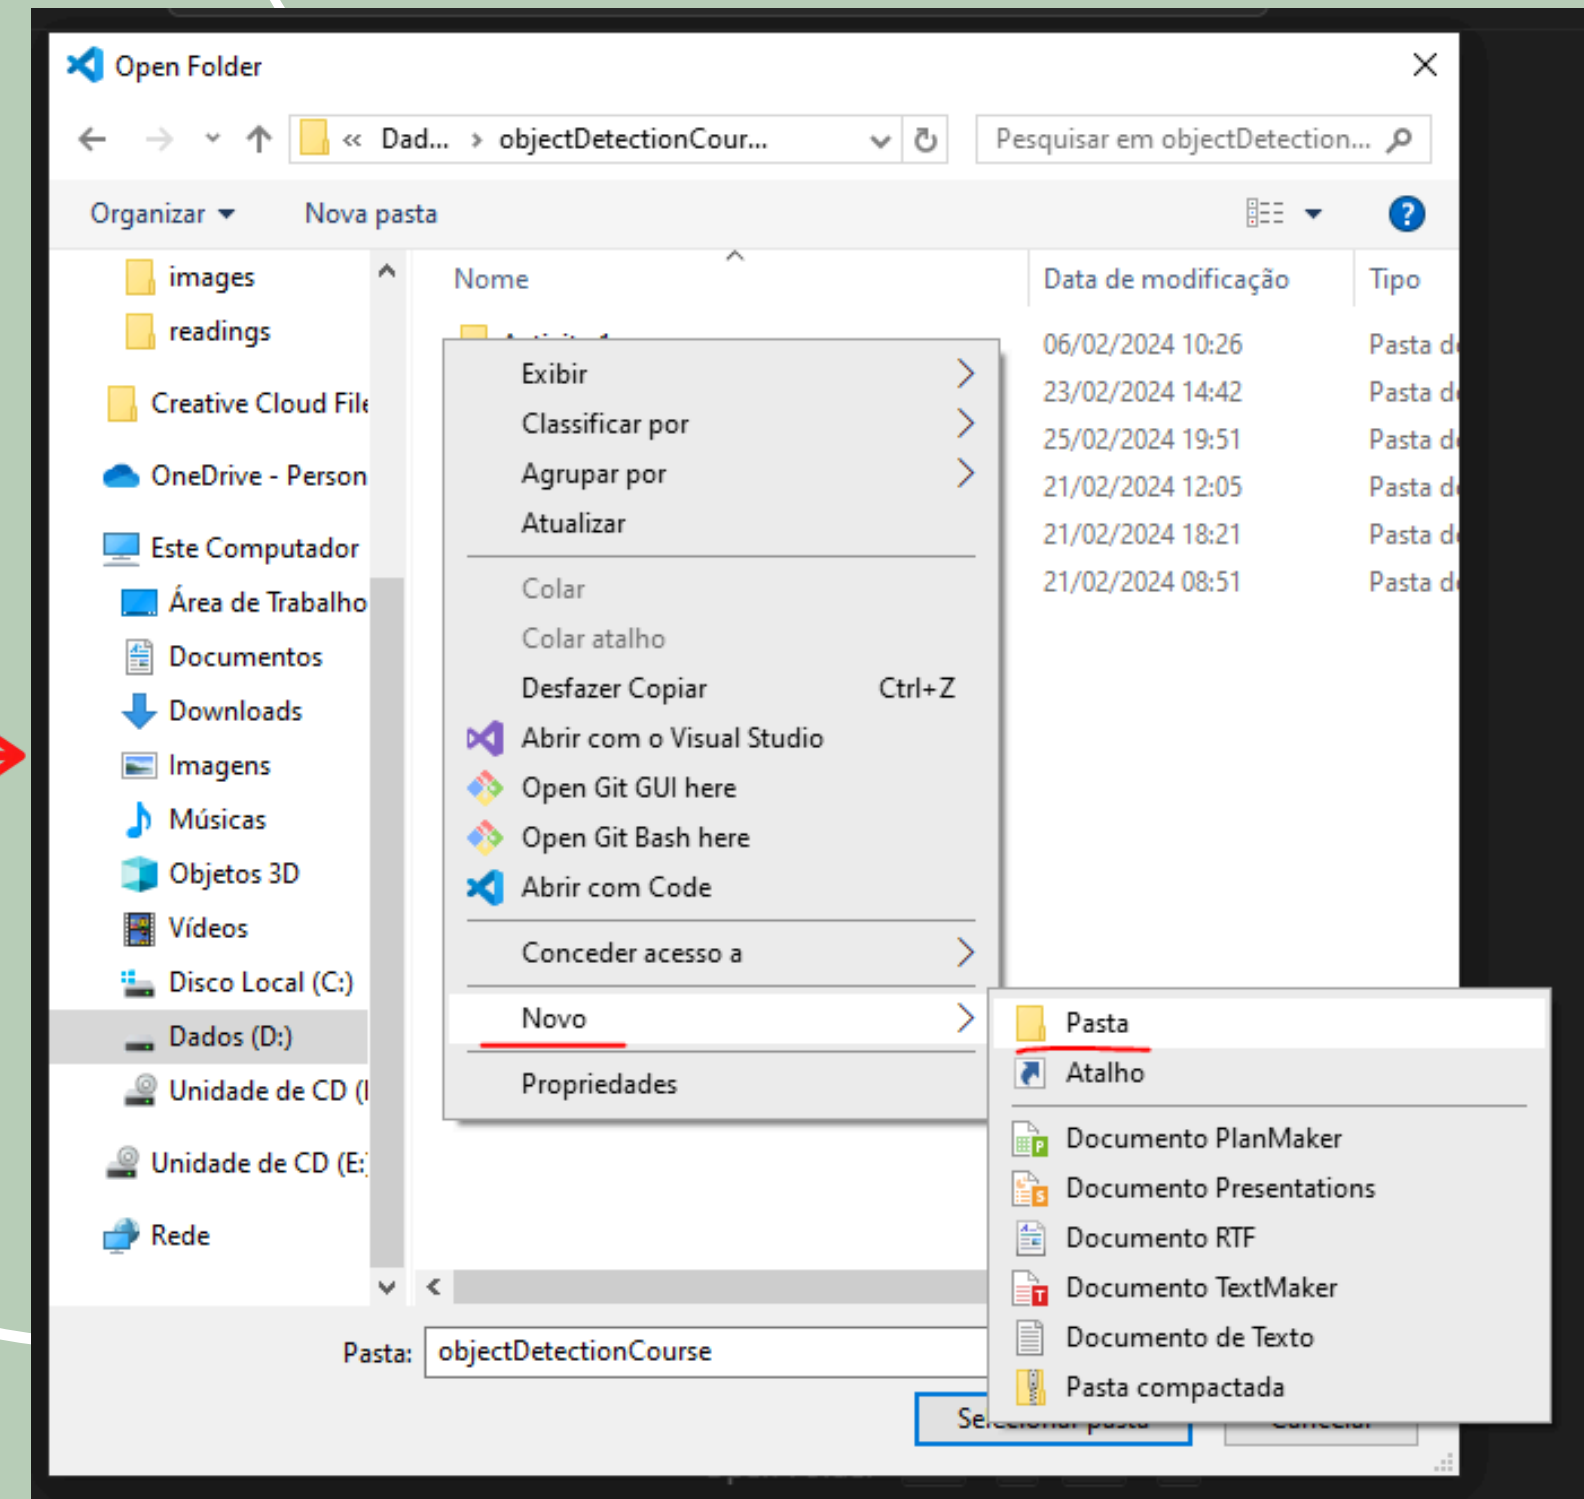 Open Folder
« Dad... › objectDetectionCour...
Pesquisar em objectDetection...
Organizar
Nova pasta
images
readings
Creative Cloud File
OneDrive - Person
Este Computador
Área de Trabalho
Documentos
Downloads
Imagens
Músicas
Objetos 3D
Vídeos
Disco Local (C:)
Dados (D:)
Unidade de CD (
Unidade de CD (E:
Rede
Nome
Data de modificação
Tipo
06/02/2024 10:26
Pasta d
23/02/2024 14:42
Pasta d
25/02/2024 19:51
Pasta d
21/02/2024 12:05
Pasta d
21/02/2024 18:21
Pasta d
21/02/2024 08:51
Pasta d
Exibir
Classificar por
Agrupar por
Atualizar
Colar
Colar atalho
Desfazer Copiar Ctrl+Z
Abrir com o Visual Studio
Open Git GUI here
Open Git Bash here
Abrir com Code
Conceder acesso a
Novo
Propriedades
Pasta
Atalho
Documento PlanMaker
Documento Presentations
Documento RTF
Documento TextMaker
Documento de Texto
Pasta compactada
Pasta: objectDetectionCourse